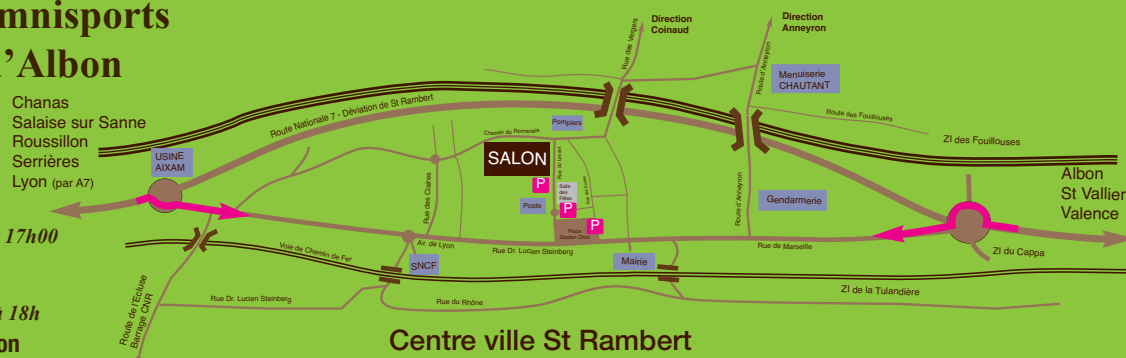 mnisports
'Albon
Chanas
Salaise sur Sanne
Roussillon
Serrières
Lyon (par A7)
17h00
18h
on
Direction
Coinaud
Direction
Anneyron
Rue des Vergers
Route d'Anneyron
Menuiserie
CHAUTANT
Route des Fouillouses
ZI des Fouillouses
Route Nationale 7 - Déviation de St Rambert
USINE
AIXAM
Chemin du Romanais
Pompiers
SALON
Rue du Levant
P
Salle
des
Fêtes
P
P
Poste
Place
Gaston Oriol
Rue des Claires
Route d'Anneyron
Gendarmerie
Albon
St Vallier
Valence
Av. de Lyon
Rue Dr. Lucien Steinberg
Rue de Marseille
ZI du Cappa
Voie de Chemin de Fer
SNCF
Mairie
ZI de la Tulandière
Route de l'Ecluse
Barrage CNR
Rue Dr. Lucien Steinberg
Rue du Rhône
Centre ville St Rambert